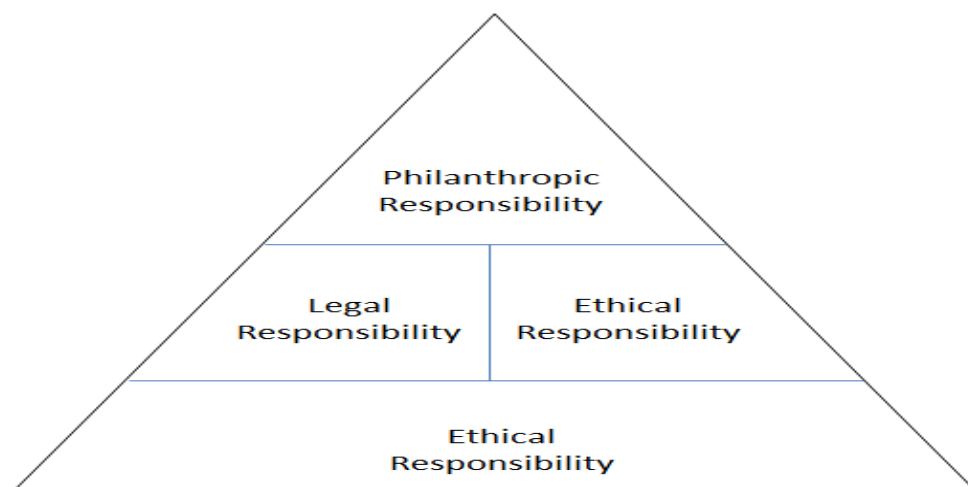 Philanthropic
Responsibility
Legal
Responsibility
Ethical
Responsibility
Ethical
Responsibility